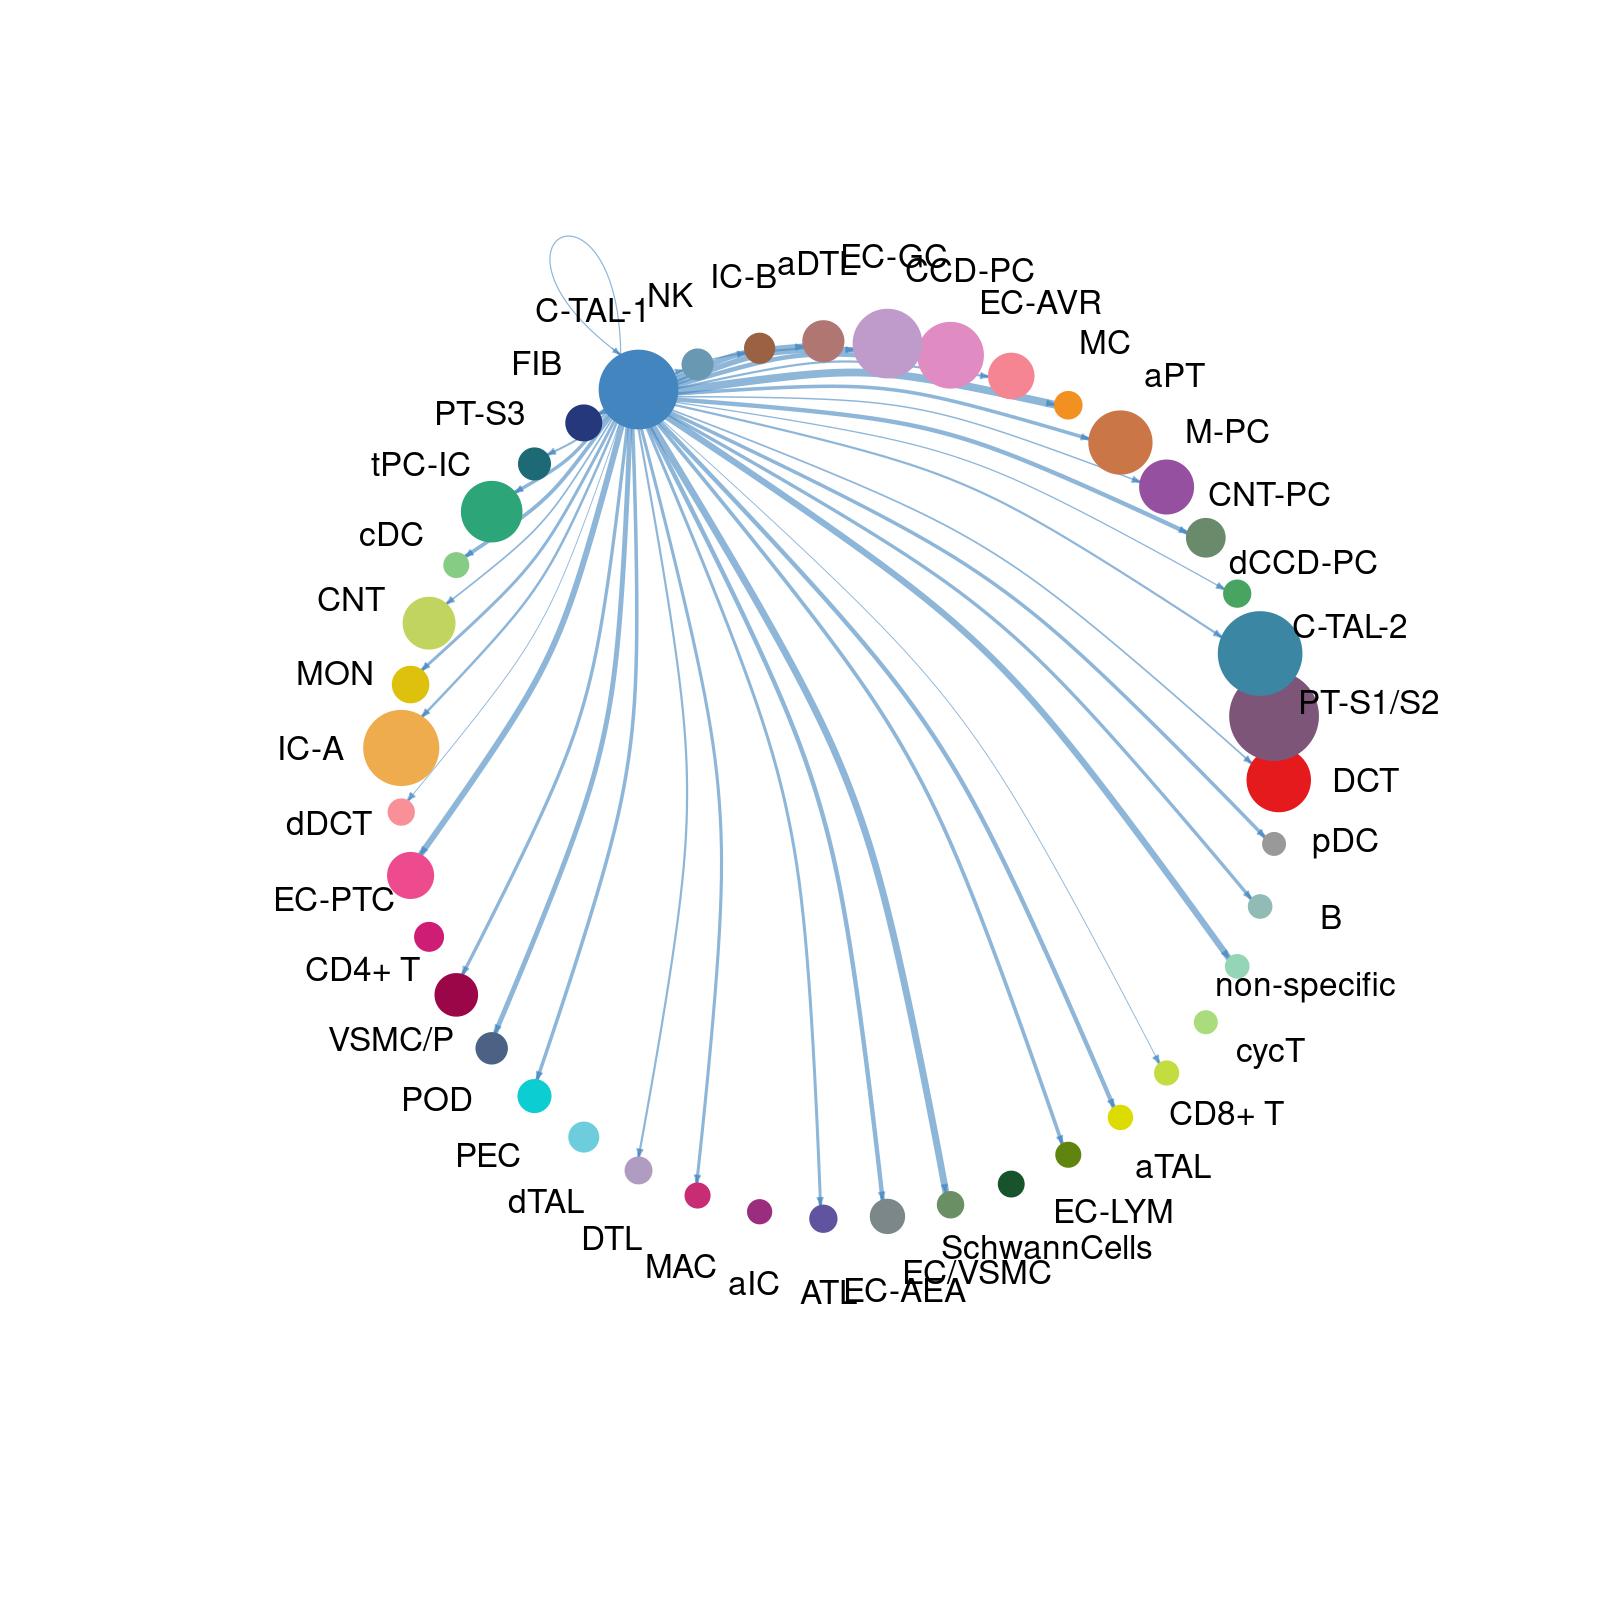 EC-GC
aDTL
CCD-PC
IC-B
NK
EC-AVR
C-TAL-1
MC
FIB
aPT
PT-S3
M-PC
tPC-IC
CNT-PC
cDC
dCCD-PC
CNT
C-TAL-2
MON
PT-S1/S2
IC-A
DCT
dDCT
pDC
EC-PTC
B
CD4+ T
non-specific
VSMC/P
cycT
POD
CD8+ T
PEC
aTAL
dTAL
EC-LYM
DTL
SchwannCells
MAC
EC/VSMC
aIC
ATL
EC-AEA